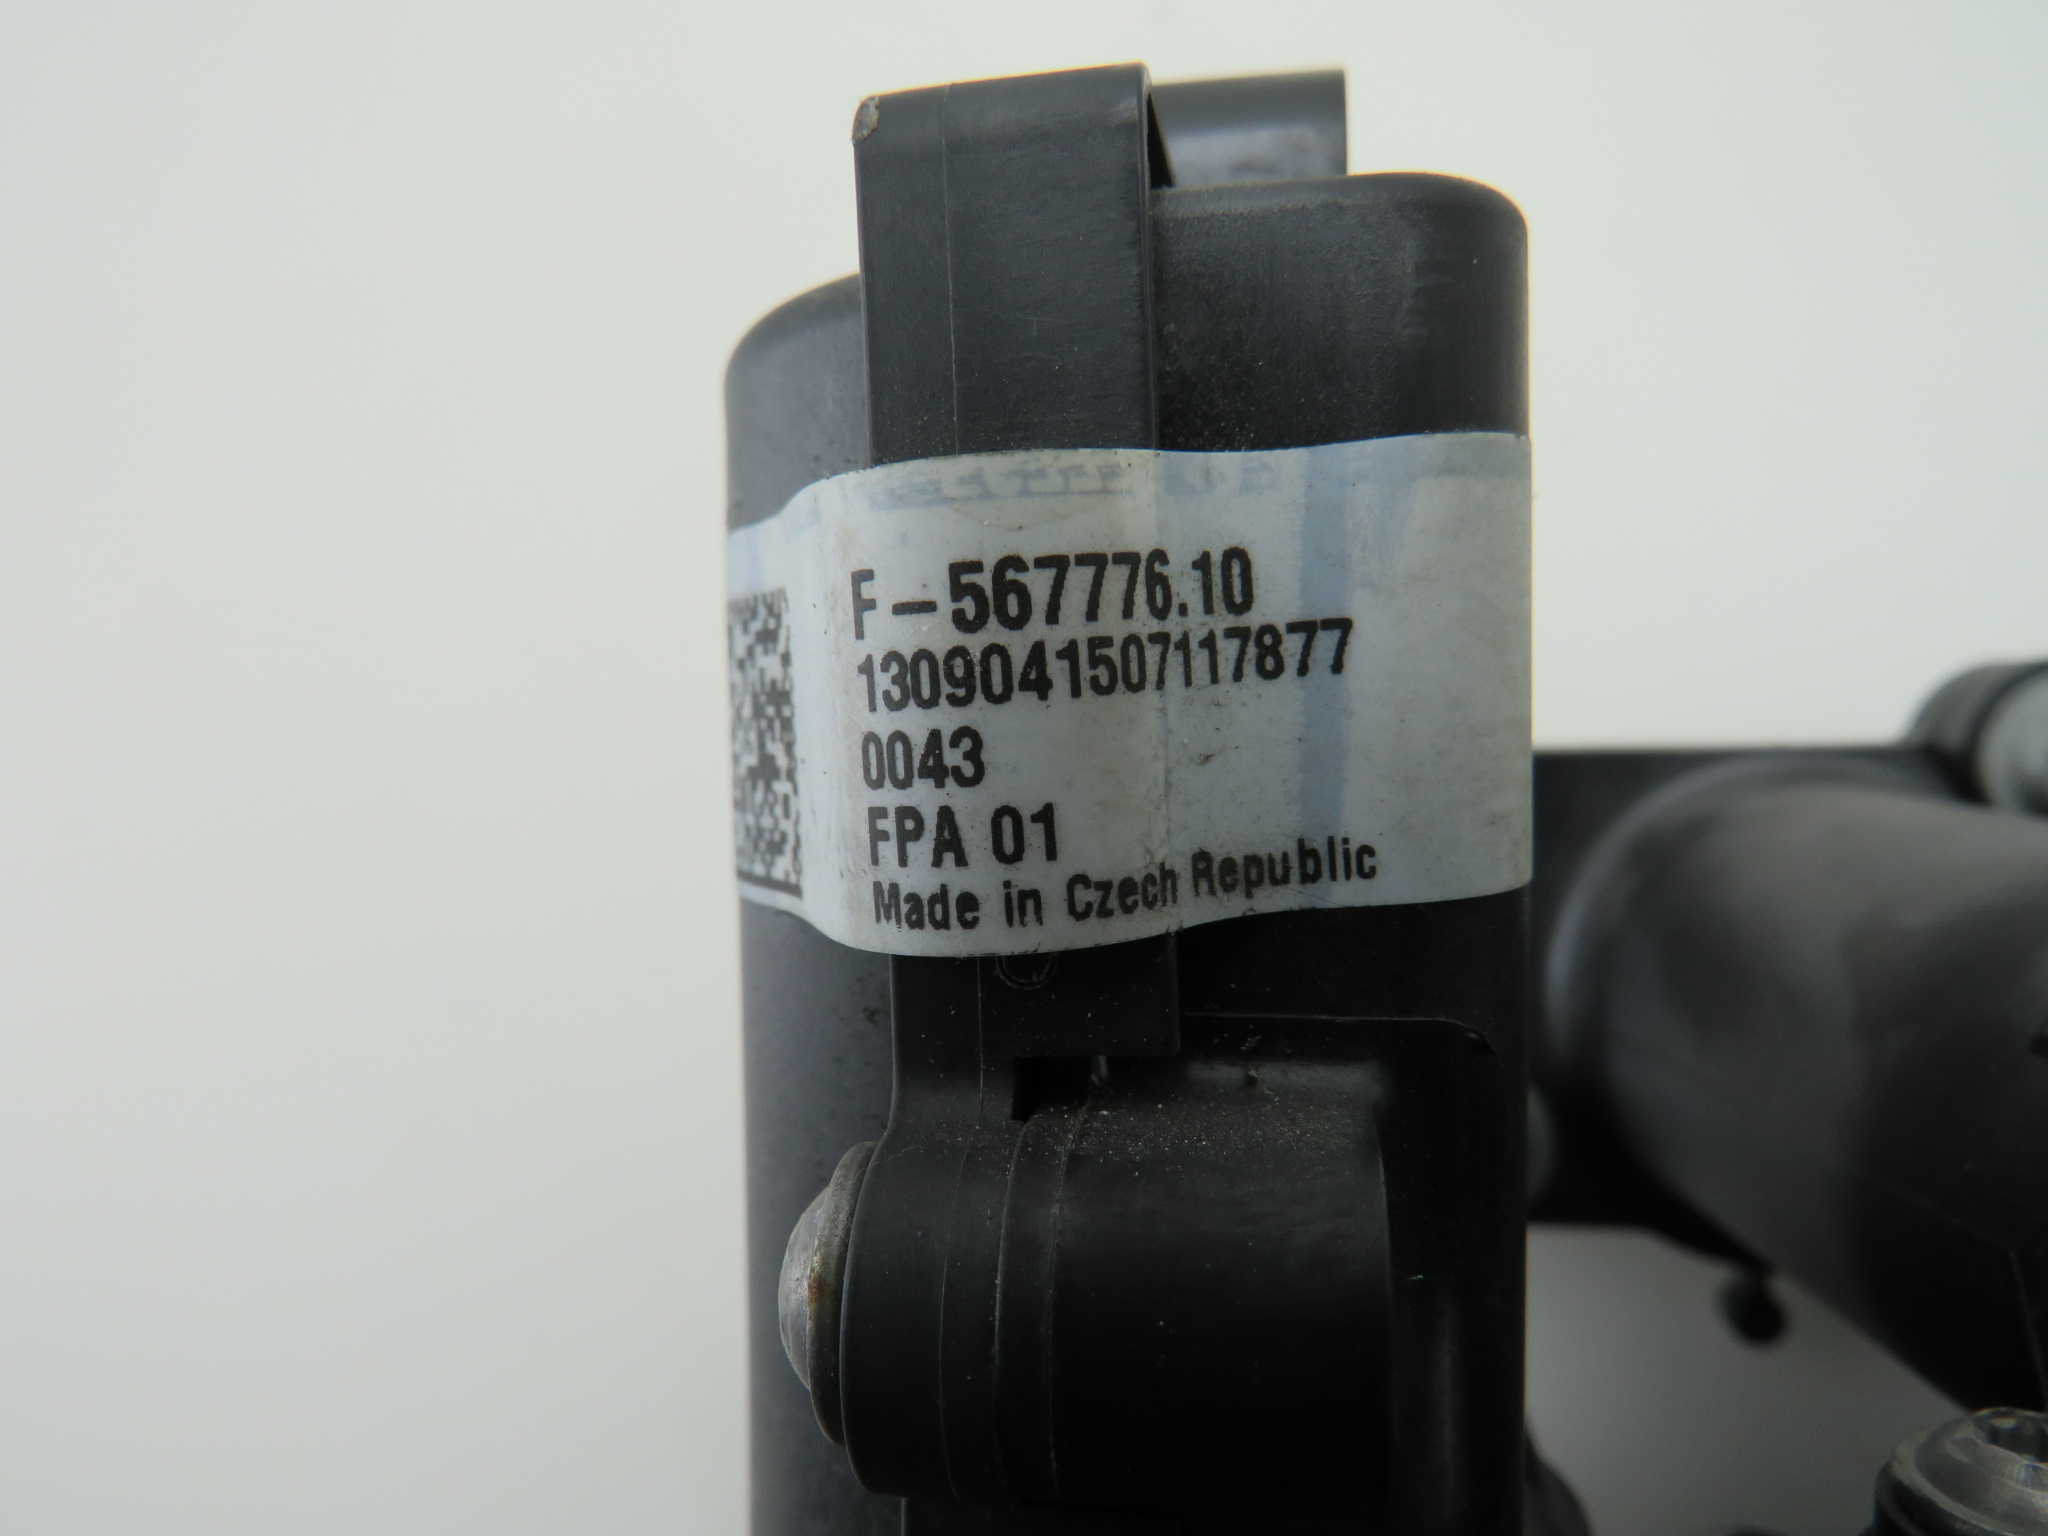 F-567776.10
1309041507117877
0043
FPA 01
Made in Czech Republic